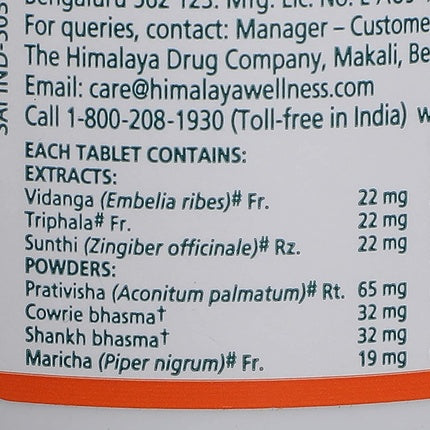 For queries, contact: Manager – Custome
The Himalaya Drug Company, Makali, Be
Email: care@himalayawellness.com
Call 1-800-208-1930 (Toll-free in India) w
EACH TABLET CONTAINS:
EXTRACTS:
Vidanga (Embelia ribes)# Fr. 22 mg
Triphala# Fr. 22 mg
Sunthi (Zingiber officinale)# Rz. 22 mg
POWDERS:
Prativisha (Aconitum palmatum)# Rt. 65 mg
Cowrie bhasma† 32 mg
Shankh bhasma† 32 mg
Maricha (Piper nigrum)# Fr. 19 mg